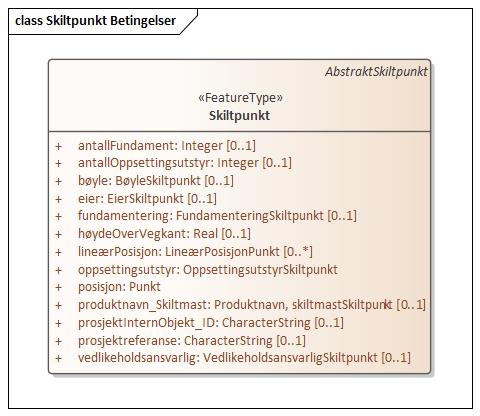 class Skiltpunkt Betingelser
AbstraktSkiltpunkt
«FeatureType»
Skiltpunkt
+ antallFundament: Integer [0..1]
+ antallOppsettingsutstyr: Integer [0..1]
+ bøyle: BøyleSkiltpunkt [0..1]
+ eier: EierSkiltpunkt [0..1]
+ fundamentering: FundamenteringSkiltpunkt [0..1]
+ høydeOverVegkant: Real [0..1]
+ lineærPosisjon: LineærPosisjonPunkt [0..*]
+ oppsettingsutstyr: OppsettingsutstyrSkiltpunkt
+ posisjon: Punkt
+ produktnavn_Skiltmast: Produktnavn, skiltmastSkiltpunkt [0..1]
+ prosjektInternObjekt_ID: CharacterString [0..1]
+ prosjektreferanse: CharacterString [0..1]
+ vedlikeholdsansvarlig: VedlikeholdsansvarligSkiltpunkt [0..1]